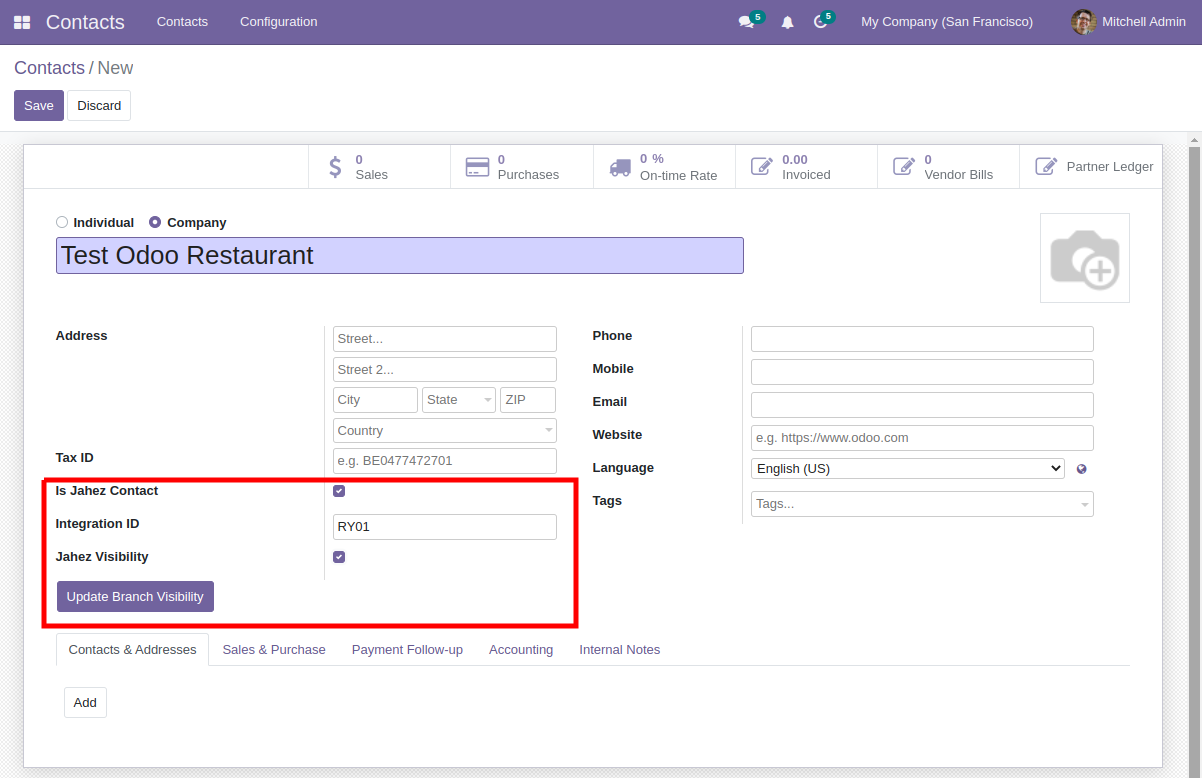 Contacts Contacts Configuration 5 5 My Company (San Francisco) Mitchell Admin
Contacts / New
Save Discard
0 Sales
0 Purchases
0 % On-time Rate
0.00 Invoiced
0 Vendor Bills
Partner Ledger
Individual Company
Test Odoo Restaurant
Address
Street...
Street 2...
City State ZIP
Country
Tax ID e.g. BE0477472701
Is Jahez Contact
Integration ID RY01
Jahez Visibility
Update Branch Visibility
Phone
Mobile
Email
Website e.g. https://www.odoo.com
Language English (US)
Tags Tags...
Contacts & Addresses Sales & Purchase Payment Follow-up Accounting Internal Notes
Add